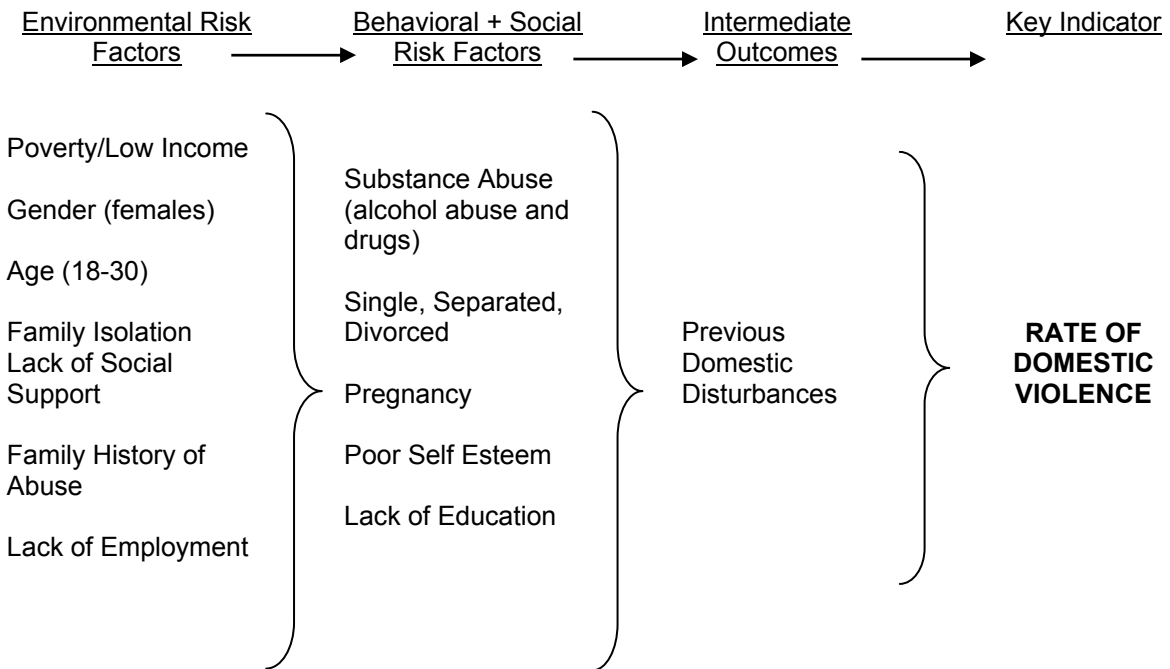 Environmental Risk
Factors
Behavioral + Social
Risk Factors
Intermediate
Outcomes
Key Indicator
Poverty/Low Income
Gender (females)
Age (18-30)
Family Isolation
Lack of Social
Support
Family History of
Abuse
Lack of Employment
Substance Abuse
(alcohol abuse and
drugs)
Single, Separated,
Divorced
Pregnancy
Poor Self Esteem
Lack of Education
Previous
Domestic
Disturbances
RATE OF
DOMESTIC
VIOLENCE